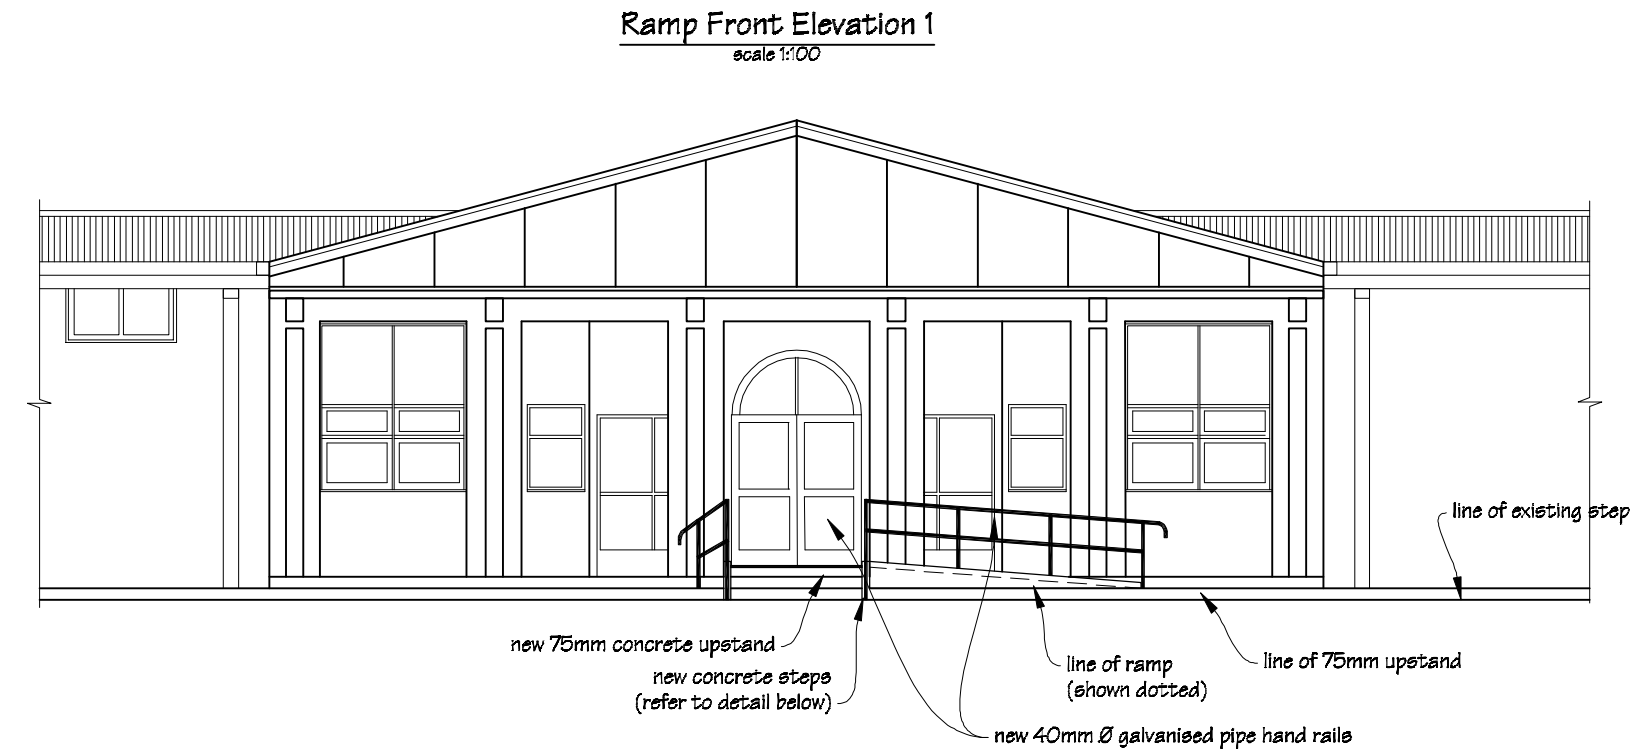 Ramp Front Elevation 1
scale 1:100
line of existing step
new 75mm concrete upstand
new concrete steps
(refer to detail below)
line of ramp
(shown dotted)
line of 75mm upstand
new 40mm Ø galvanised pipe hand rails